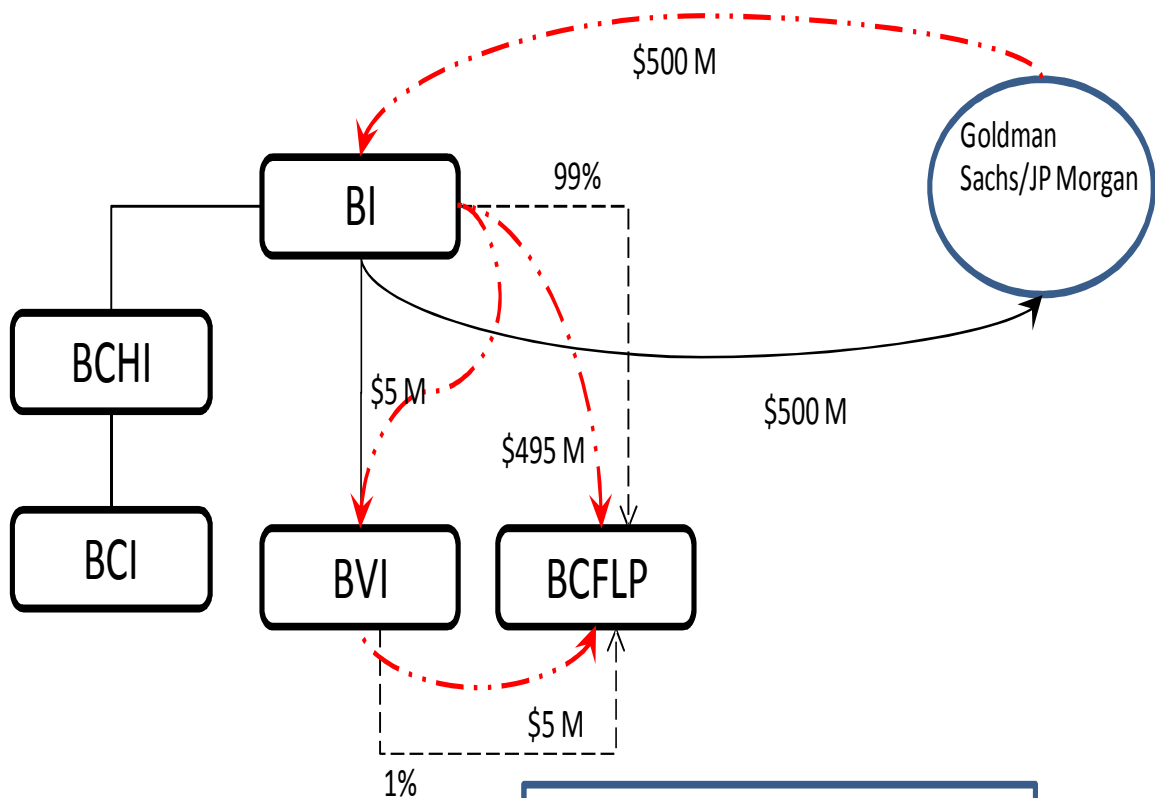 $500 M
Goldman
Sachs/JP Morgan
99%
BI
BCHI
$5 M
$500 M
$495 M
BCI
BVI
BCFLP
$5 M
1%